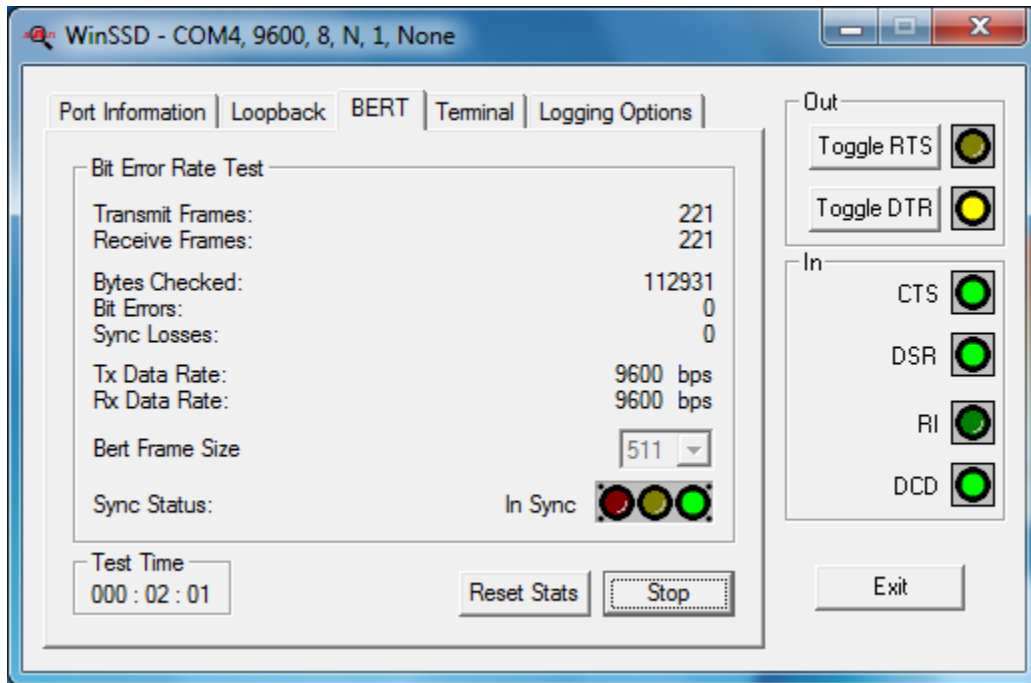 WinSSD - COM4, 9600, 8, N, 1, None
Port Information Loopback BERT Terminal Logging Options
Bit Error Rate Test
Transmit Frames: 221
Receive Frames: 221
Bytes Checked: 112931
Bit Errors: 0
Sync Losses: 0
Tx Data Rate: 9600 bps
Rx Data Rate: 9600 bps
Bert Frame Size 511
Sync Status: In Sync
Test Time
000 : 02 : 01
Reset Stats Stop
Out
Toggle RTS
Toggle DTR
In
CTS
DSR
RI
DCD
Exit